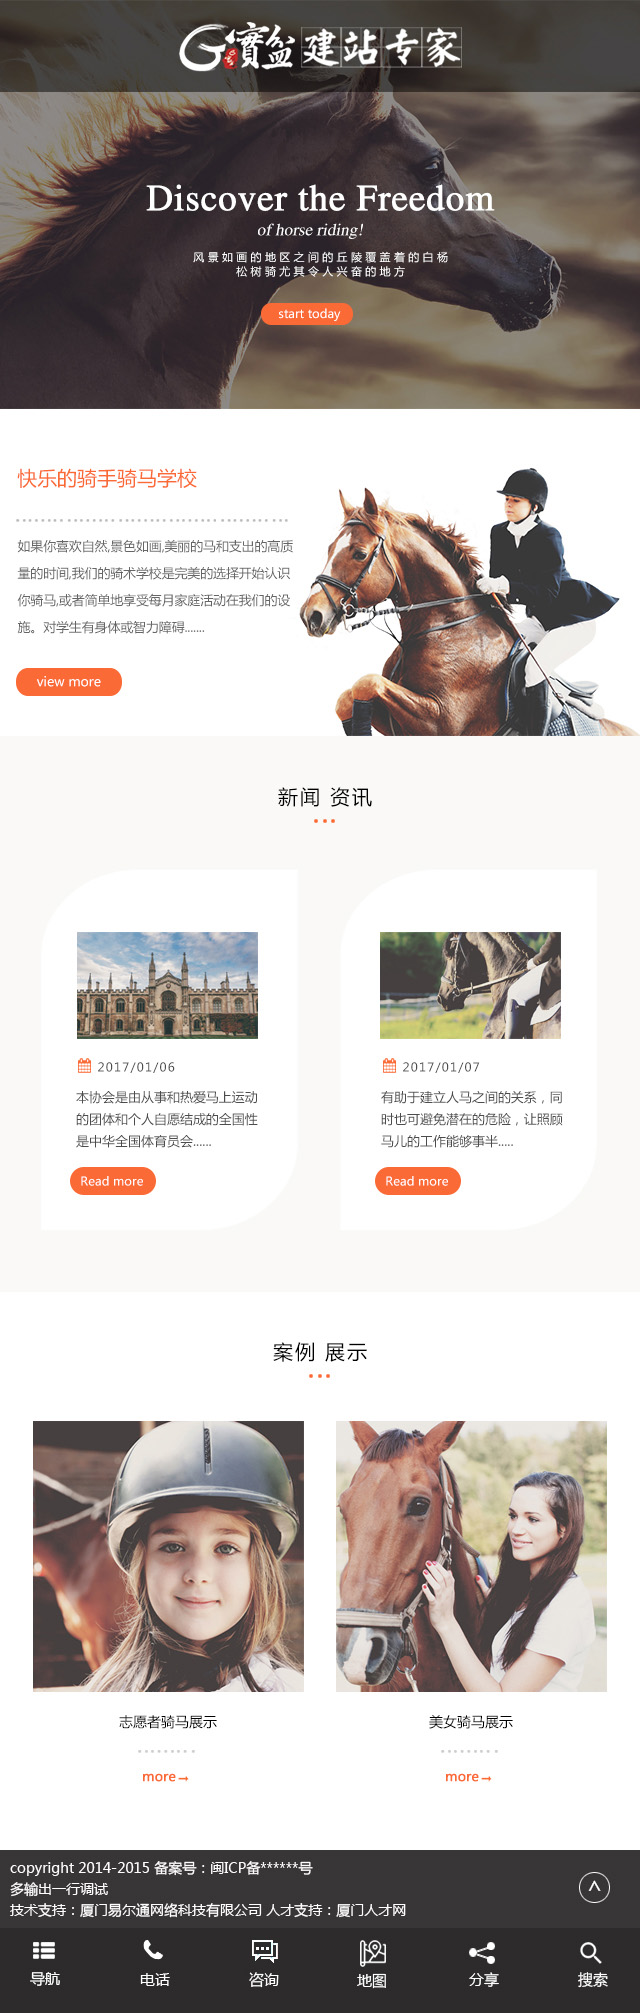 G寶盆建站专家
Discover the Freedom
of horse riding!
风景如画的地区之间的丘陵覆盖着的白杨
松树骑尤其令人兴奋的地方
start today
快乐的骑手骑马学校
如果你喜欢自然,景色如画,美丽的马和支出的高质
量的时间,我们的骑术学校是完美的选择开始认识
你骑马,或者简单地享受每月家庭活动在我们的设
施。对学生有身体或智力障碍.......
view more
新闻 资讯
2017/01/06
本协会是由从事和热爱马上运动
的团体和个人自愿结成的全国性
是中华全国体育员会......
Read more
2017/01/07
有助于建立人马之间的关系，同
时也可避免潜在的危险，让照顾
马儿的工作能够事半.....
Read more
案例 展示
志愿者骑马展示
more→
美女骑马展示
more→
copyright 2014-2015 备案号：闽ICP备******号
多输出一行调试
技术支持：厦门易尔通网络科技有限公司 人才支持：厦门人才网
导航
电话
咨询
地图
分享
搜索